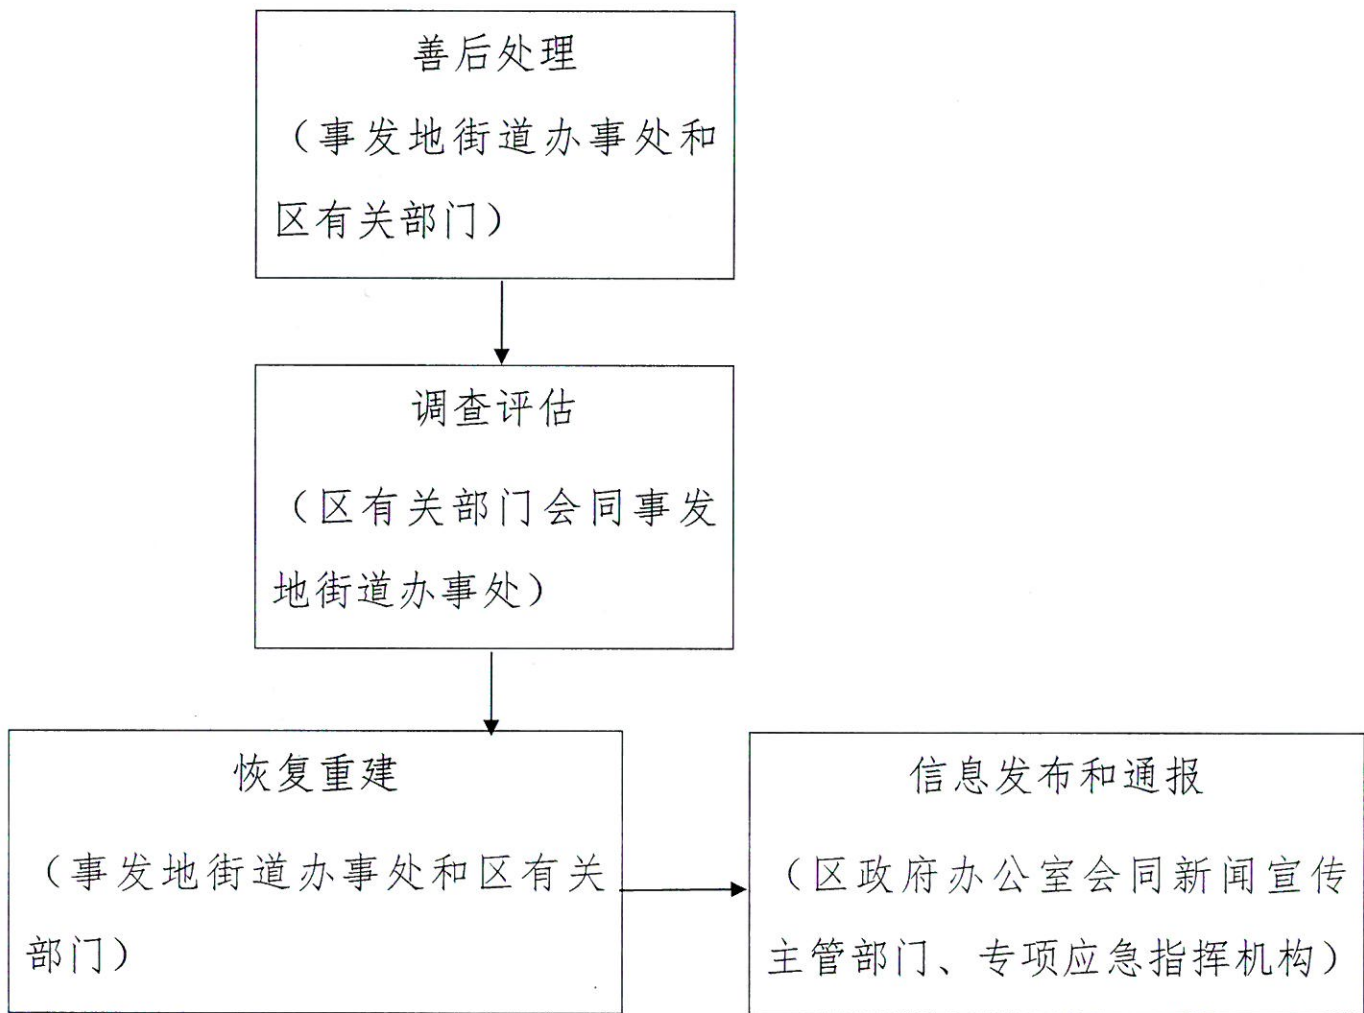 善后处理
（事发地街道办事处和
区有关部门）
调查评估
（区有关部门会同事发
地街道办事处）
恢复重建
（事发地街道办事处和区有关
部门）
信息发布和通报
（区政府办公室会同新闻宣传
主管部门、专项应急指挥机构）